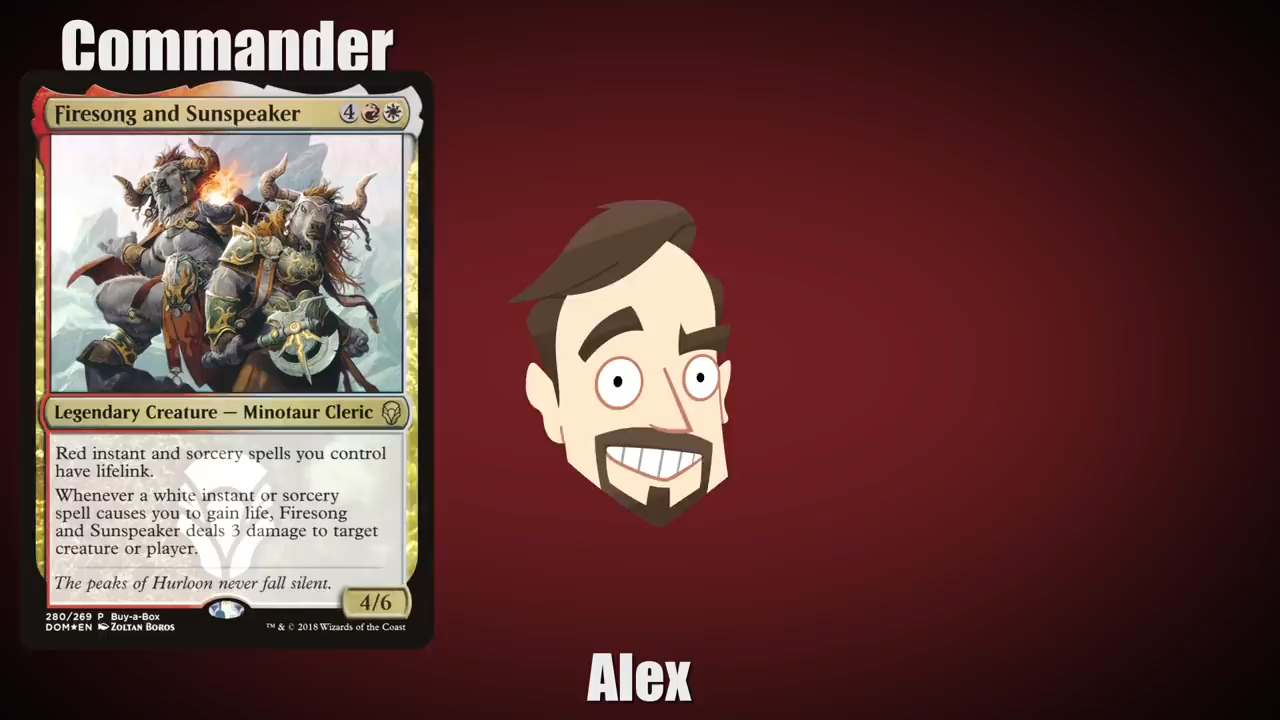 Commander
Firesong and Sunspeaker 4
Legendary Creature — Minotaur Cleric
Red instant and sorcery spells you control
have lifelink.
Whenever a white instant or sorcery
spell causes you to gain life, Firesong
and Sunspeaker deals 3 damage to target
creature or player.
The peaks of Hurloon never fall silent.
4/6
280/269 P Buy-a-Box
DOM★EN Zoltan Boros
™ & © 2018 Wizards of the Coast
Alex